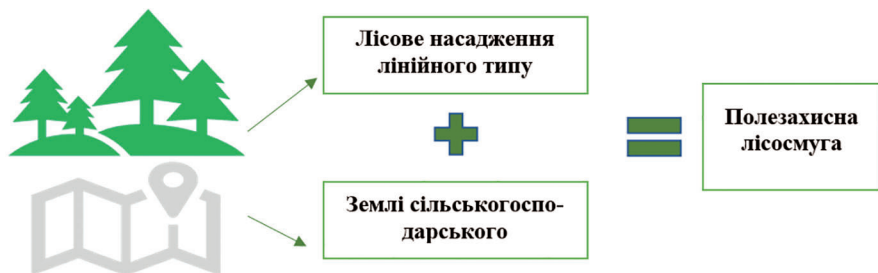 Лісове насадження
лінійного типу
Полезахисна
лісосмуга
Землі сільськогоспо-
дарського